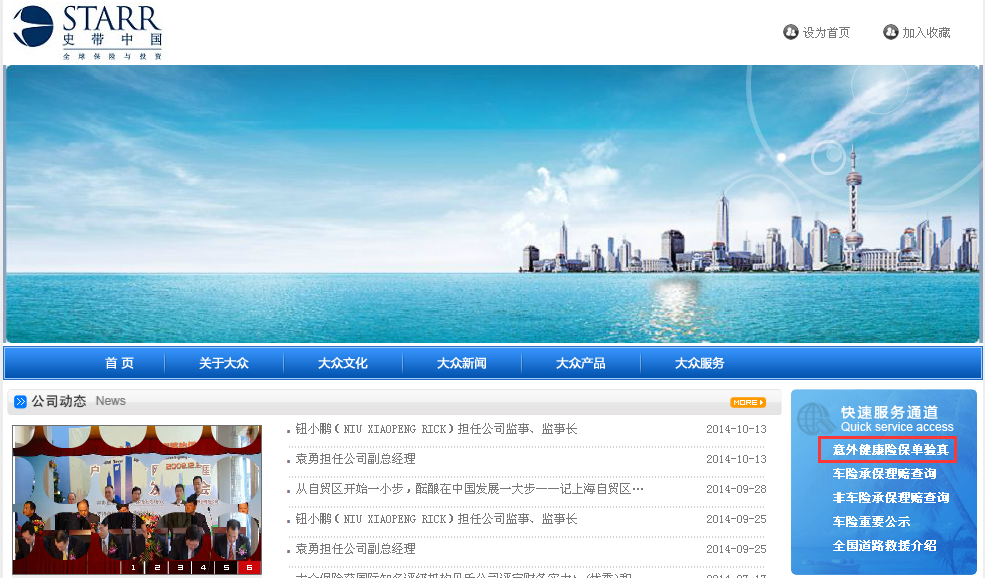 STARR
史带中国
全球保险与投资
设为首页
加入收藏
首 页
关于大众
大众文化
大众新闻
大众产品
大众服务
公司动态 News
MORE
钮小鹏（NIU XIAOPENG RICK）担任公司监事、监事长 2014-10-13
袁勇担任公司副总经理 2014-10-13
从自贸区开始一小步，酝酿在中国发展一大步——记上海自贸区… 2014-09-28
钮小鹏（NIU XIAOPENG RICK）担任公司监事、监事长 2014-09-25
袁勇担任公司副总经理 2014-09-25
2008.12
1 2 3 4 5 6
快速服务通道
Quick service access
意外健康险保单验真
车险承保理赔查询
非车险承保理赔查询
车险重要公示
全国道路救援介绍